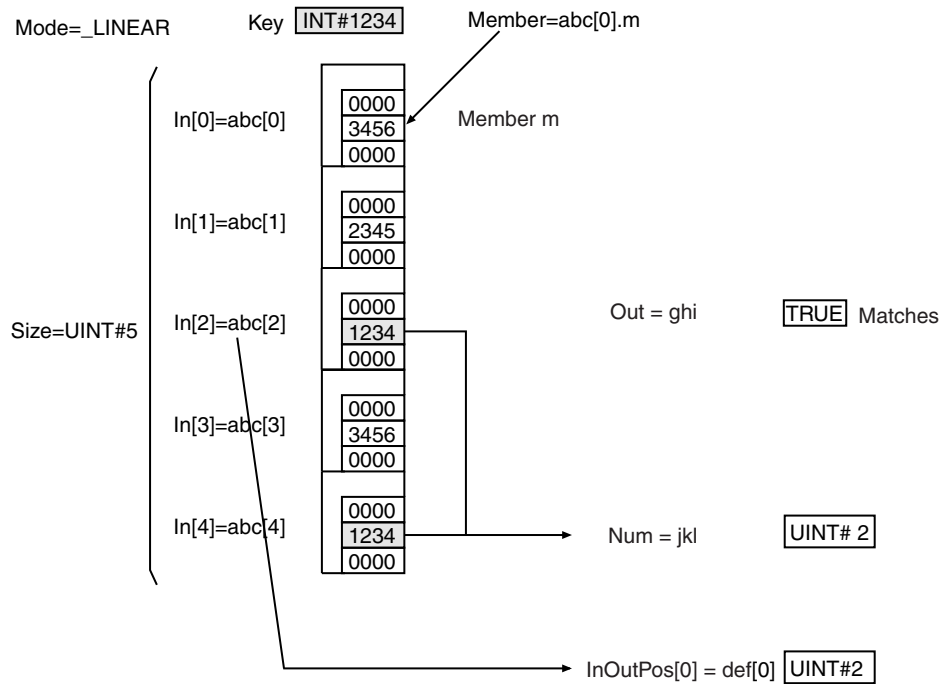 Mode=_LINEAR Key INT#1234 Member=abc[0].m
0000
In[0]=abc[0] 3456 Member m
0000
0000
In[1]=abc[1] 2345
0000
0000
Size=UINT#5 In[2]=abc[2] 1234 Out = ghi TRUE Matches
0000
0000
In[3]=abc[3] 3456
0000
0000
In[4]=abc[4] 1234 Num = jkl UINT# 2
0000
InOutPos[0] = def[0] UINT#2